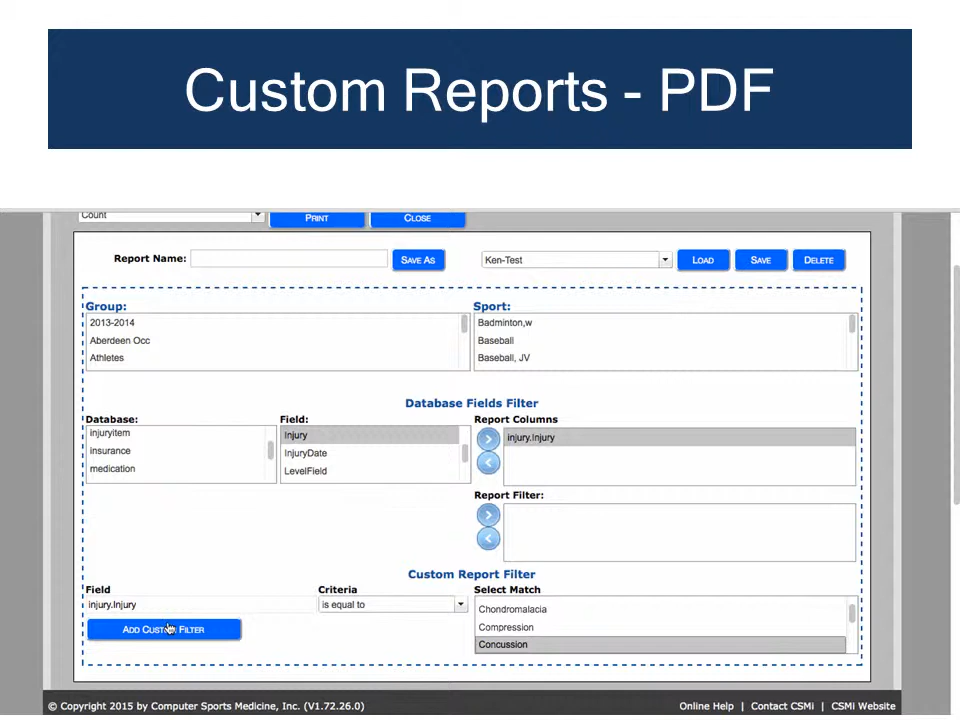 Custom Reports - PDF
Count PRINT CLOSE
Report Name: SAVE AS Ken-Test LOAD SAVE DELETE
Group: Sport:
2013-2014 Badminton,w
Aberdeen Occ Baseball
Athletes Baseball, JV
Database Fields Filter
Database: Field: Report Columns
injuryitem Injury injury.Injury
insurance InjuryDate
medication LevelField
Report Filter:
Custom Report Filter
Field Criteria Select Match
injury.Injury is equal to Chondromalacia
ADD CUSTOM FILTER Compression
Concussion
© Copyright 2015 by Computer Sports Medicine, Inc. (V1.72.26.0) Online Help | Contact CSMi | CSMi Website